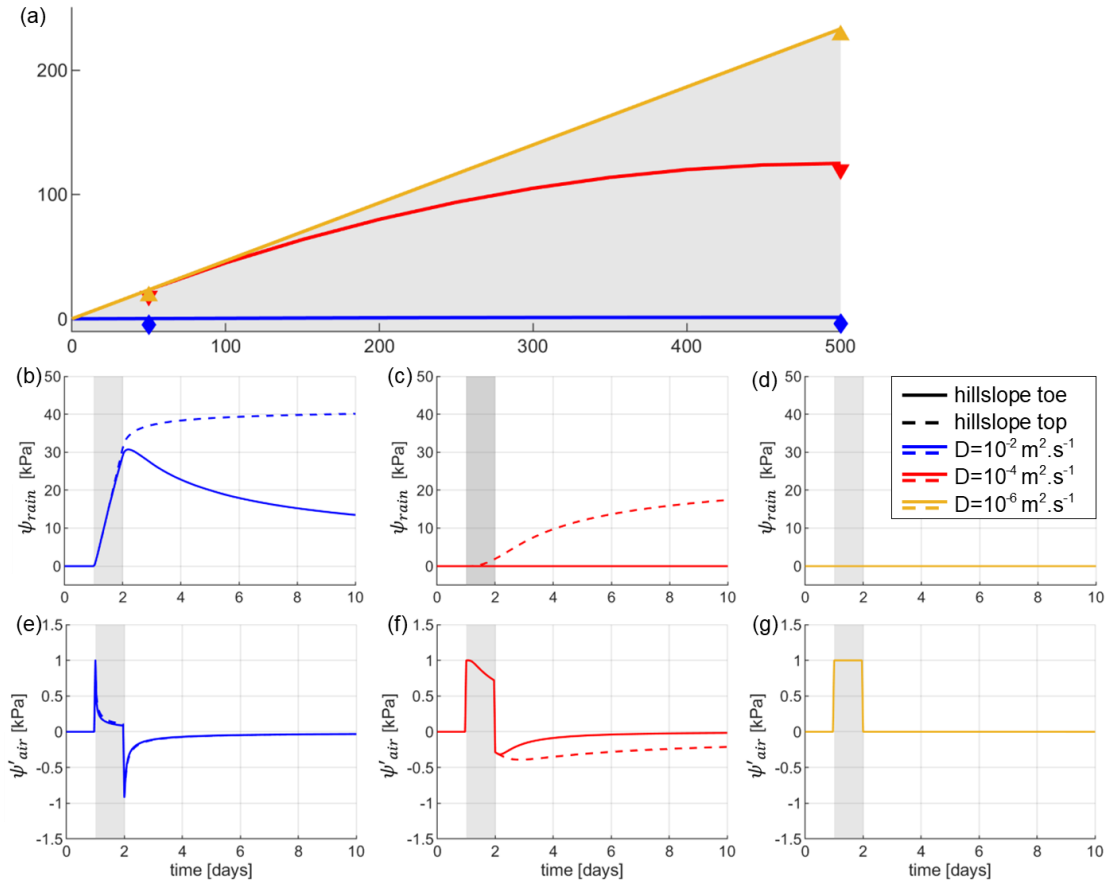 (a)
200
100
0
0 100 200 300 400 500
(b) (c) (d)
50 50 50
40 40 40
30 30 30
20 20 20
10 10 10
0 0 0
ψrain [kPa] ψrain [kPa] ψrain [kPa]
hillslope toe
hillslope top
D=10⁻² m².s⁻¹
D=10⁻⁴ m².s⁻¹
D=10⁻⁶ m².s⁻¹
0 2 4 6 8 10 0 2 4 6 8 10 0 2 4 6 8 10
(e) (f) (g)
1.5 1.5 1.5
1 1 1
0.5 0.5 0.5
0 0 0
-0.5 -0.5 -0.5
-1 -1 -1
-1.5 -1.5 -1.5
ψ'air [kPa] ψ'air [kPa] ψ'air [kPa]
0 2 4 6 8 10 0 2 4 6 8 10 0 2 4 6 8 10
time [days] time [days] time [days]